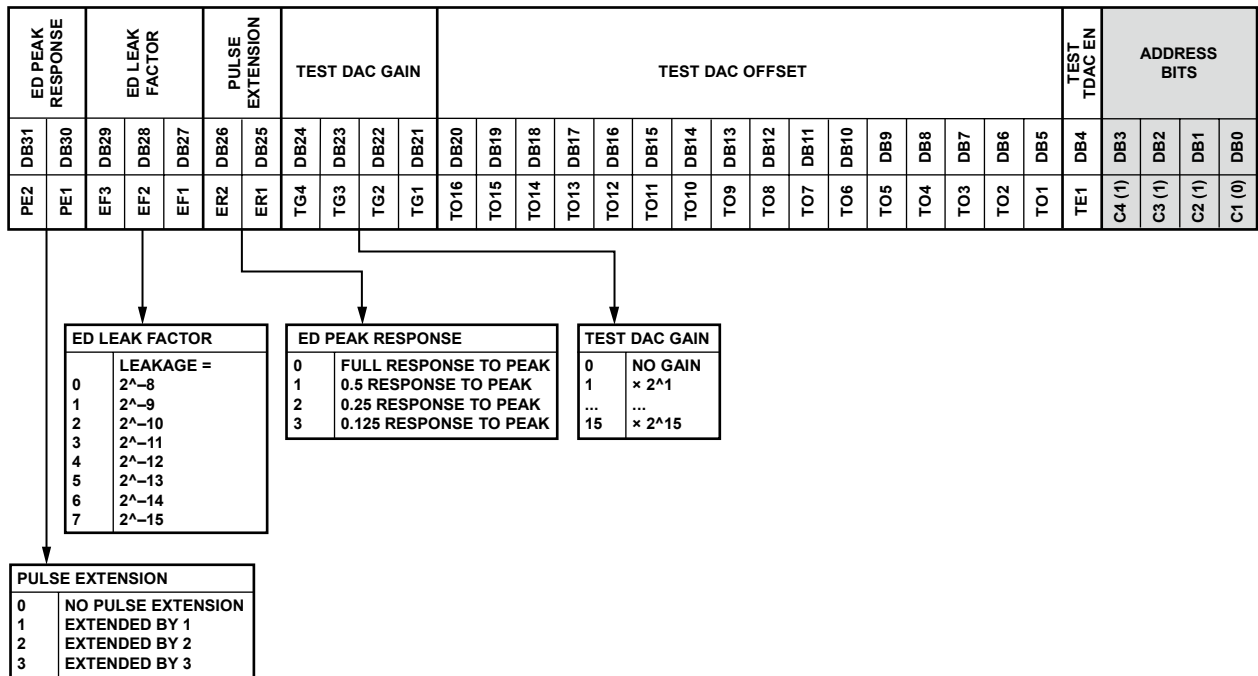 ED PEAK
RESPONSE
ED LEAK
FACTOR
PULSE
EXTENSION
TEST DAC GAIN
TEST DAC OFFSET
TEST
TDAC EN
ADDRESS
BITS
DB31 DB30 DB29 DB28 DB27 DB26 DB25 DB24 DB23 DB22 DB21 DB20 DB19 DB18 DB17 DB16 DB15 DB14 DB13 DB12 DB11 DB10 DB9 DB8 DB7 DB6 DB5 DB4 DB3 DB2 DB1 DB0
PE2 PE1 EF3 EF2 EF1 ER2 ER1 TG4 TG3 TG2 TG1 TO16 TO15 TO14 TO13 TO12 TO11 TO10 TO9 TO8 TO7 TO6 TO5 TO4 TO3 TO2 TO1 TE1 C4 (1) C3 (1) C2 (1) C1 (0)
ED LEAK FACTOR
LEAKAGE =
0 2^–8
1 2^–9
2 2^–10
3 2^–11
4 2^–12
5 2^–13
6 2^–14
7 2^–15
ED PEAK RESPONSE
0 FULL RESPONSE TO PEAK
1 0.5 RESPONSE TO PEAK
2 0.25 RESPONSE TO PEAK
3 0.125 RESPONSE TO PEAK
TEST DAC GAIN
0 NO GAIN
1 × 2^1
... ...
15 × 2^15
PULSE EXTENSION
0 NO PULSE EXTENSION
1 EXTENDED BY 1
2 EXTENDED BY 2
3 EXTENDED BY 3